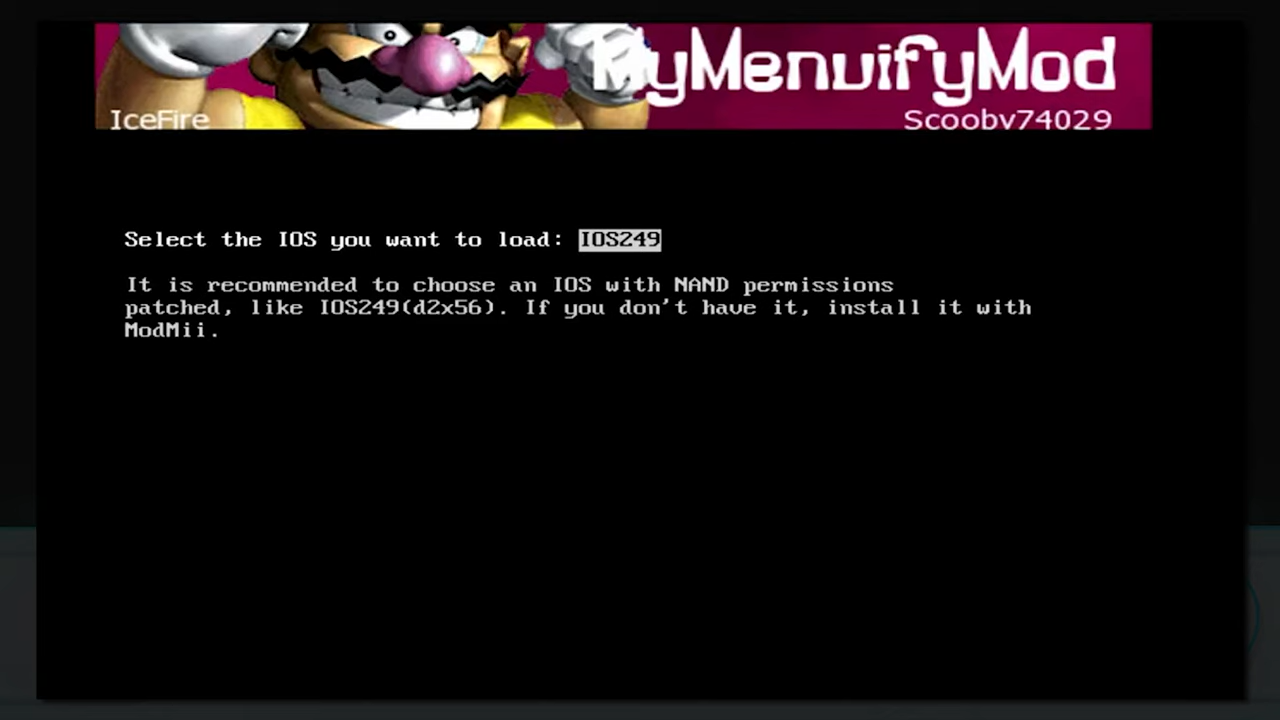 MyMenuifyMod
IceFire Scooby74029
Select the IOS you want to load: IOS249
It is recommended to choose an IOS with NAND permissions
patched, like IOS249(d2x56). If you don't have it, install it with
ModMii.